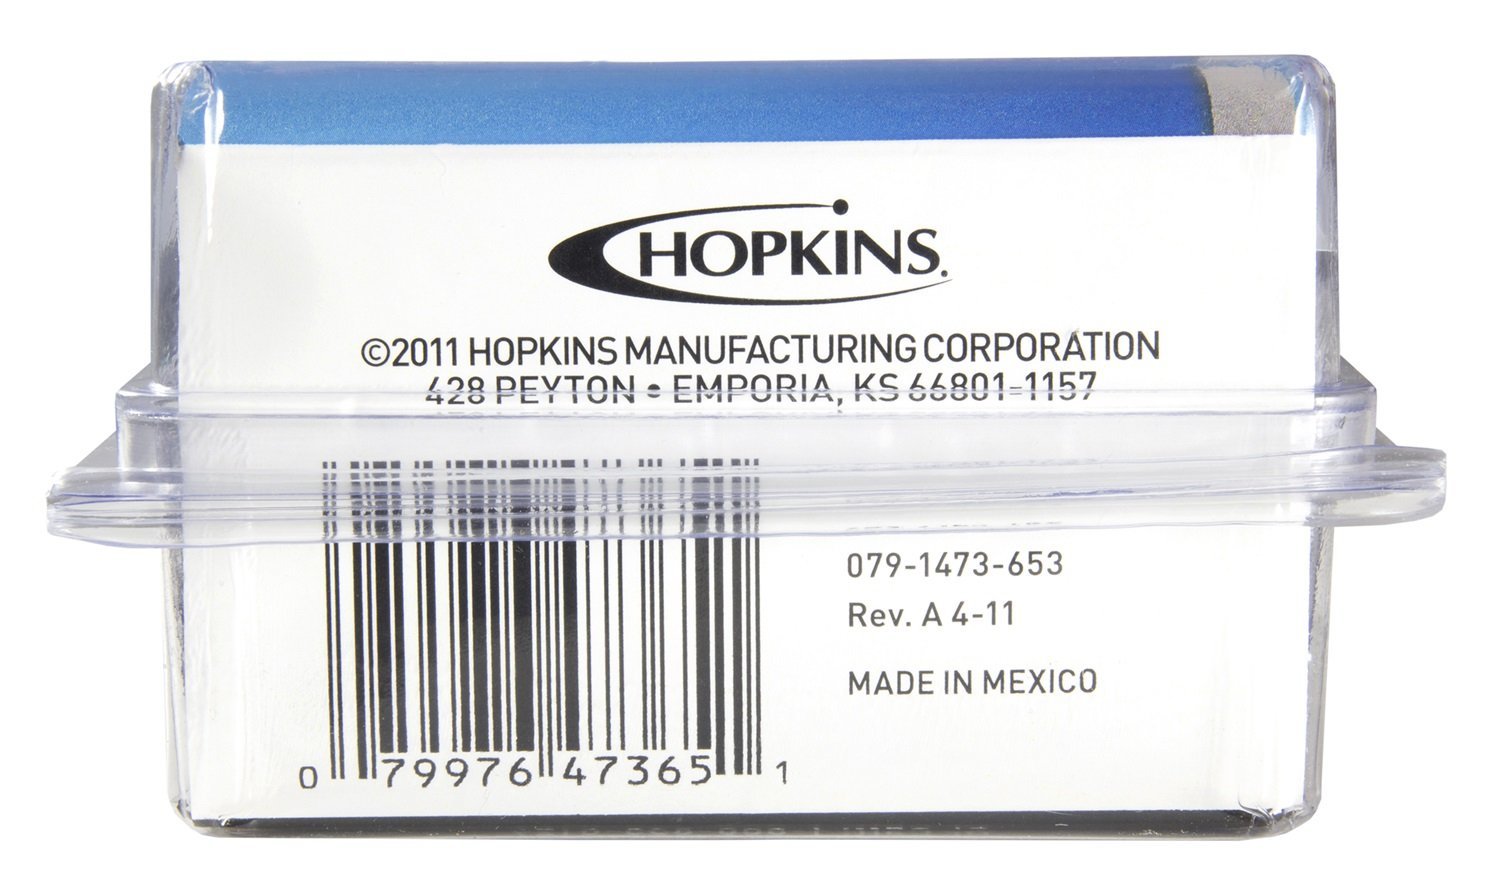 HOPKINS.
©2011 HOPKINS MANUFACTURING CORPORATION
428 PEYTON • EMPORIA, KS 66801-1157
079-1473-653
Rev. A 4-11
MADE IN MEXICO
0 79976 47365 1